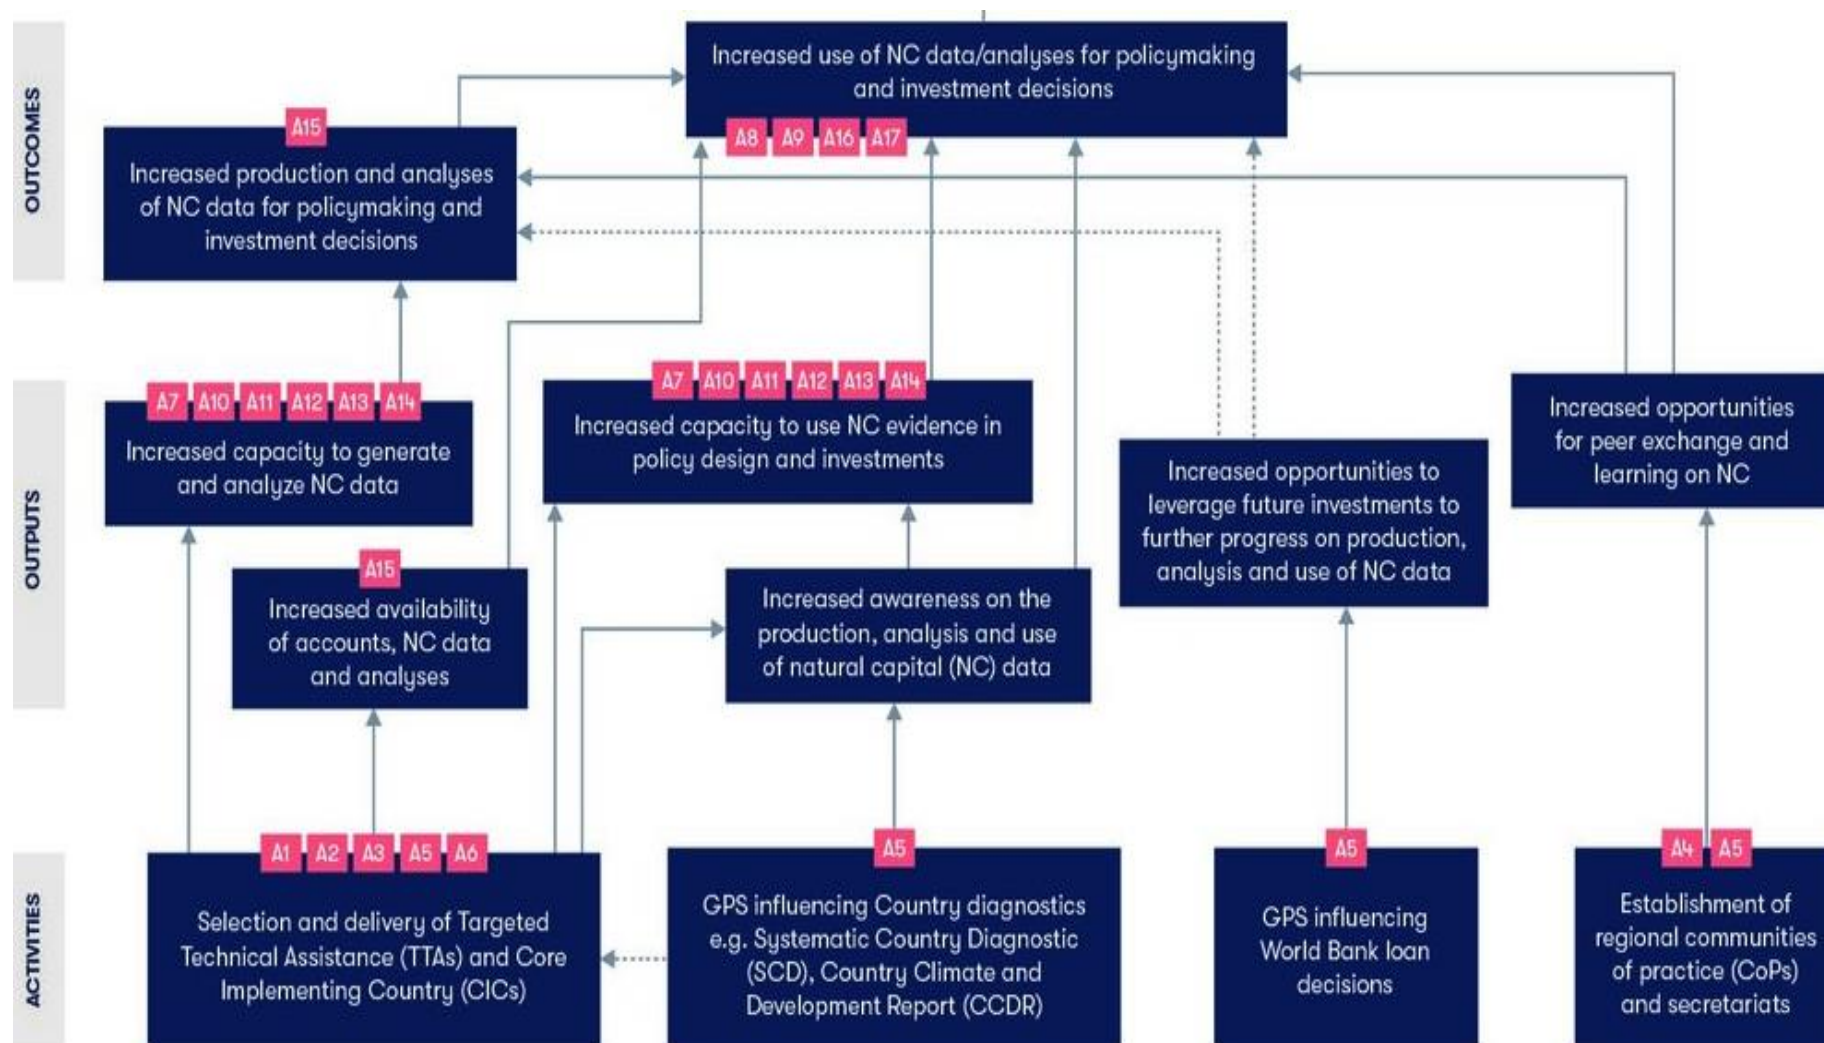 OUTCOMES
Increased use of NC data/analyses for policymaking
and investment decisions
A8 A9 A16 A17
A15
Increased production and analyses
of NC data for policymaking and
investment decisions
OUTPUTS
A7 A10 A11 A12 A13 A14
Increased capacity to generate
and analyze NC data
A7 A10 A11 A12 A13 A14
Increased capacity to use NC evidence in
policy design and investments
Increased opportunities to
leverage future investments to
further progress on production,
analysis and use of NC data
Increased opportunities
for peer exchange and
learning on NC
A15
Increased availability
of accounts, NC data
and analyses
Increased awareness on the
production, analysis and use
of natural capital (NC) data
ACTIVITIES
A1 A2 A3 A5 A6
Selection and delivery of Targeted
Technical Assistance (TTAs) and Core
Implementing Country (CICs)
A5
GPS influencing Country diagnostics
e.g. Systematic Country Diagnostic
(SCD), Country Climate and
Development Report (CCDR)
A5
GPS influencing
World Bank loan
decisions
A4 A5
Establishment of
regional communities
of practice (CoPs)
and secretariats